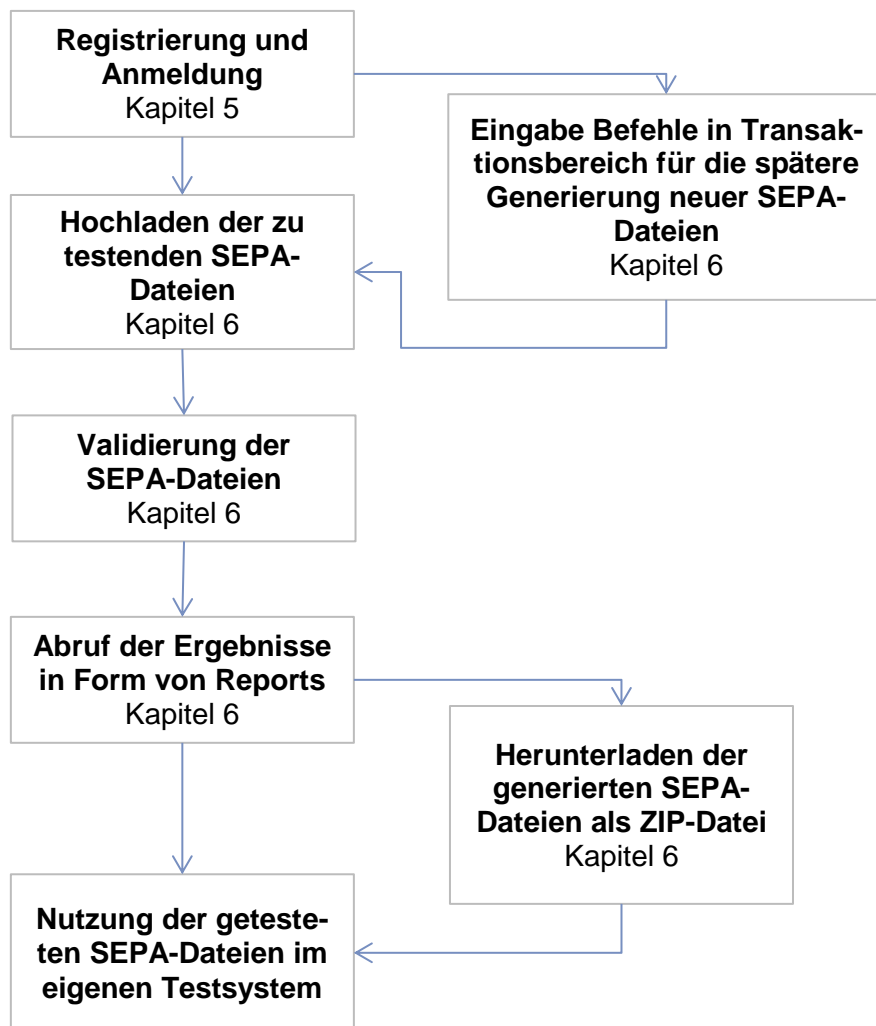 Registrierung und
Anmeldung
Kapitel 5
Eingabe Befehle in Transak-
tionsbereich für die spätere
Generierung neuer SEPA-
Dateien
Kapitel 6
Hochladen der zu
testenden SEPA-
Dateien
Kapitel 6
Validierung der
SEPA-Dateien
Kapitel 6
Abruf der Ergebnisse
in Form von Reports
Kapitel 6
Herunterladen der
generierten SEPA-
Dateien als ZIP-Datei
Kapitel 6
Nutzung der geteste-
ten SEPA-Dateien im
eigenen Testsystem